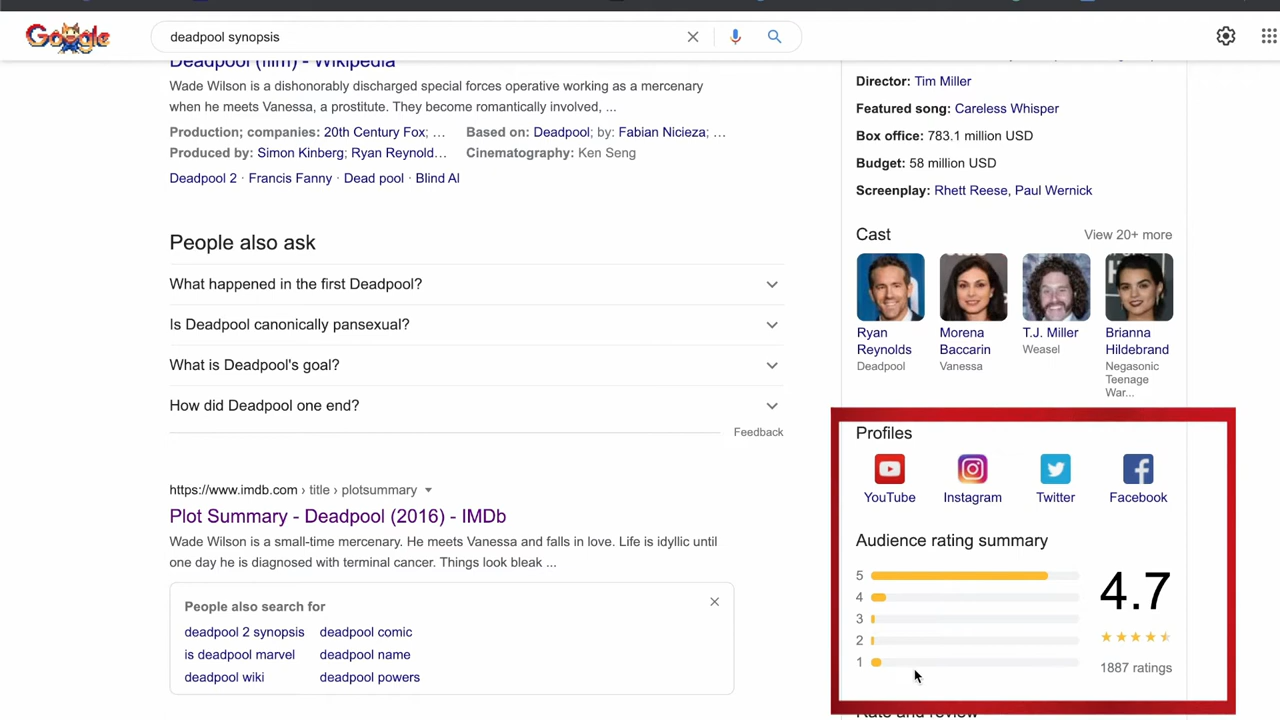 Google
deadpool synopsis
Deadpool (film) - Wikipedia
Wade Wilson is a dishonorably discharged special forces operative working as a mercenary
when he meets Vanessa, a prostitute. They become romantically involved, ...
Production; companies: 20th Century Fox; ... Based on: Deadpool; by: Fabian Nicieza; ...
Produced by: Simon Kinberg; Ryan Reynold... Cinematography: Ken Seng
Deadpool 2 · Francis Fanny · Dead pool · Blind Al
People also ask
What happened in the first Deadpool?
Is Deadpool canonically pansexual?
What is Deadpool's goal?
How did Deadpool one end?
Feedback
https://www.imdb.com › title › plotsummary
Plot Summary - Deadpool (2016) - IMDb
Wade Wilson is a small-time mercenary. He meets Vanessa and falls in love. Life is idyllic until
one day he is diagnosed with terminal cancer. Things look bleak ...
People also search for
deadpool 2 synopsis deadpool comic
is deadpool marvel deadpool name
deadpool wiki deadpool powers
Director: Tim Miller
Featured song: Careless Whisper
Box office: 783.1 million USD
Budget: 58 million USD
Screenplay: Rhett Reese, Paul Wernick
Cast View 20+ more
Ryan Morena T.J. Miller Brianna
Reynolds Baccarin Weasel Hildebrand
Deadpool Vanessa Negasonic
Teenage
War...
Profiles
YouTube Instagram Twitter Facebook
Audience rating summary
5
4
3
2
1
4.7
1887 ratings
Rate and review